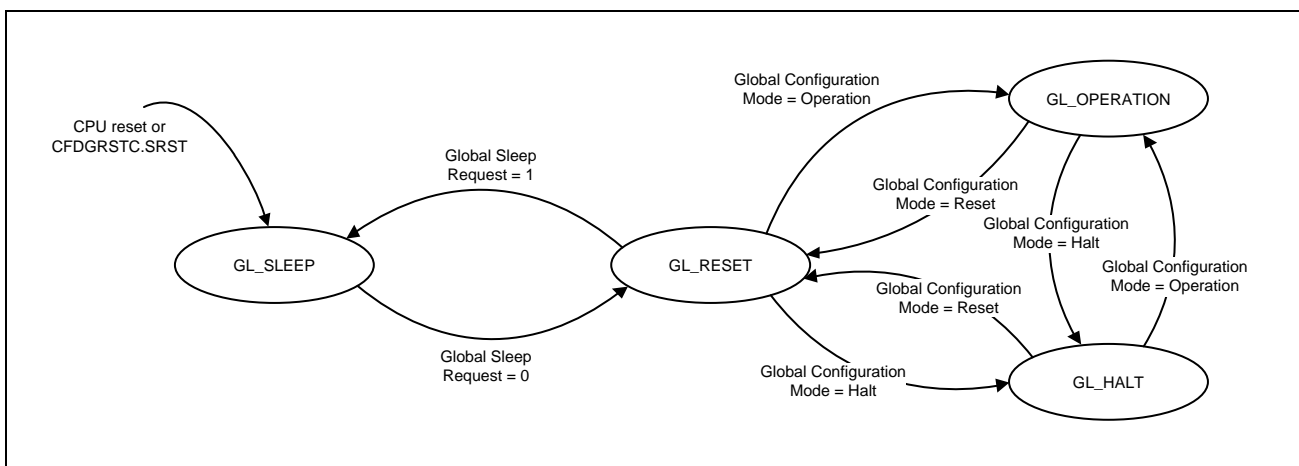 Global Configuration
Mode = Operation
GL_OPERATION
CPU reset or
CFDGRSTC.SRST
Global Sleep
Request = 1
Global Configuration
Mode = Reset
Global Configuration
Mode = Halt
GL_SLEEP
GL_RESET
Global Configuration
Mode = Operation
Global Configuration
Mode = Reset
Global Sleep
Request = 0
Global Configuration
Mode = Halt
GL_HALT